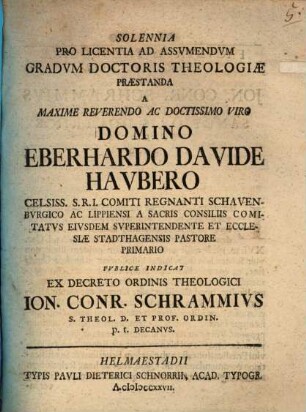 SOLENNIA
PRO LICENTIA AD ASSVMENDVM
GRADVM DOCTORIS THEOLOGIÆ
PRÆSTANDA
A
MAXIME REVERENDO AC DOCTISSIMO VIRO
DOMINO
EBERHARDO DAVIDE
HAVBERO
CELSISS. S.R.I. COMITI REGNANTI SCHAVEN-
BVRGICO AC LIPPIENSI A SACRIS CONSILIIS COMI-
TATVS EIVSDEM SVPERINTENDENTE ET ECCLE-
SIÆ STADTHAGENSIS PASTORE
PRIMARIO
PVBLICE INDICAT
EX DECRETO ORDINIS THEOLOGICI
ION. CONR. SCHRAMMIVS
S. THEOL. D. ET PROF. ORDIN.
p. t. DECANVS.
HELMAESTADII
TYPIS PAVLI DIETERICI SCHNORRII, ACAD. TYPOGR.
A. cIↄIↄccxxvii.